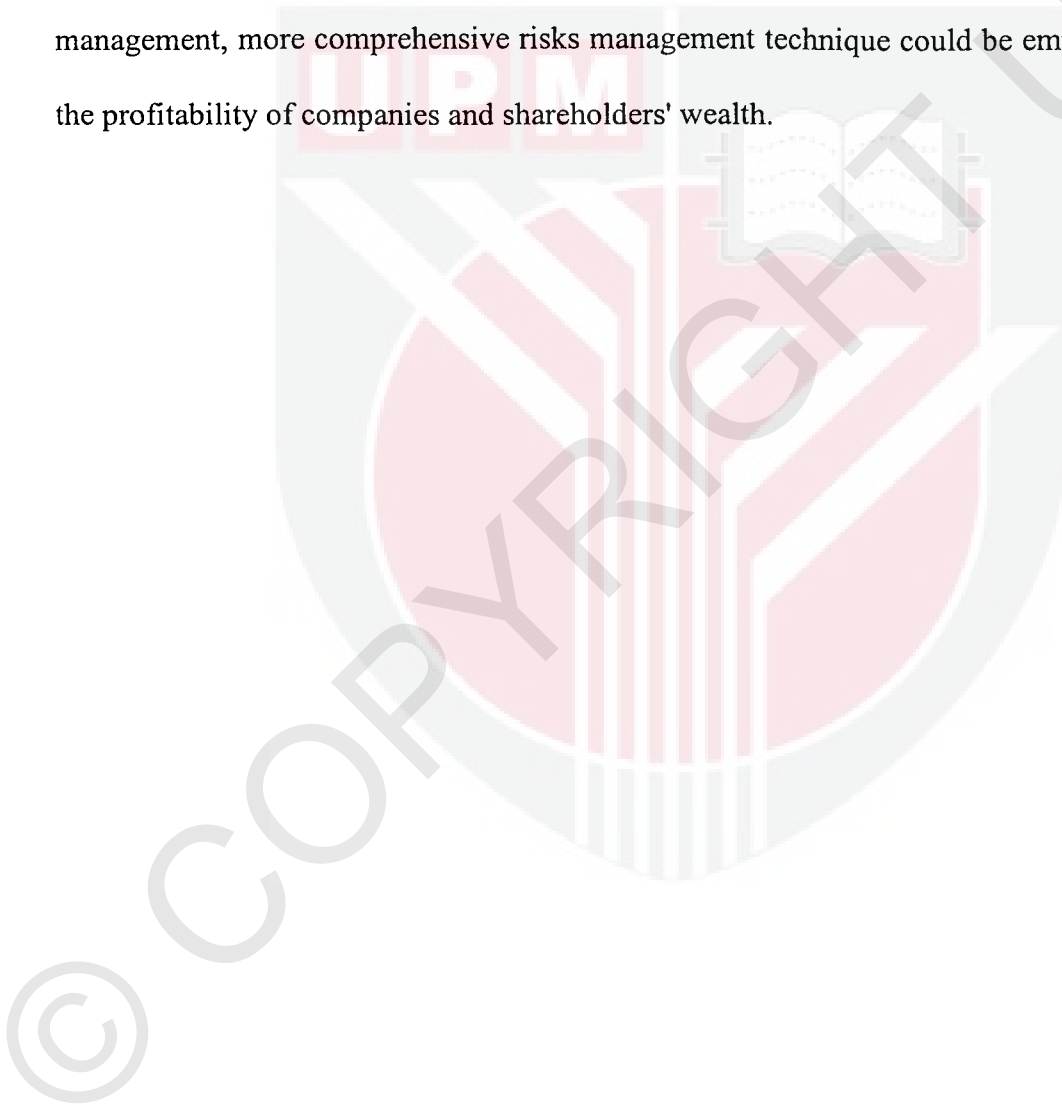 management, more comprehensive risks management technique could be em
the profitability of companies and shareholders' wealth.
UPM
© COPYRIGHT U